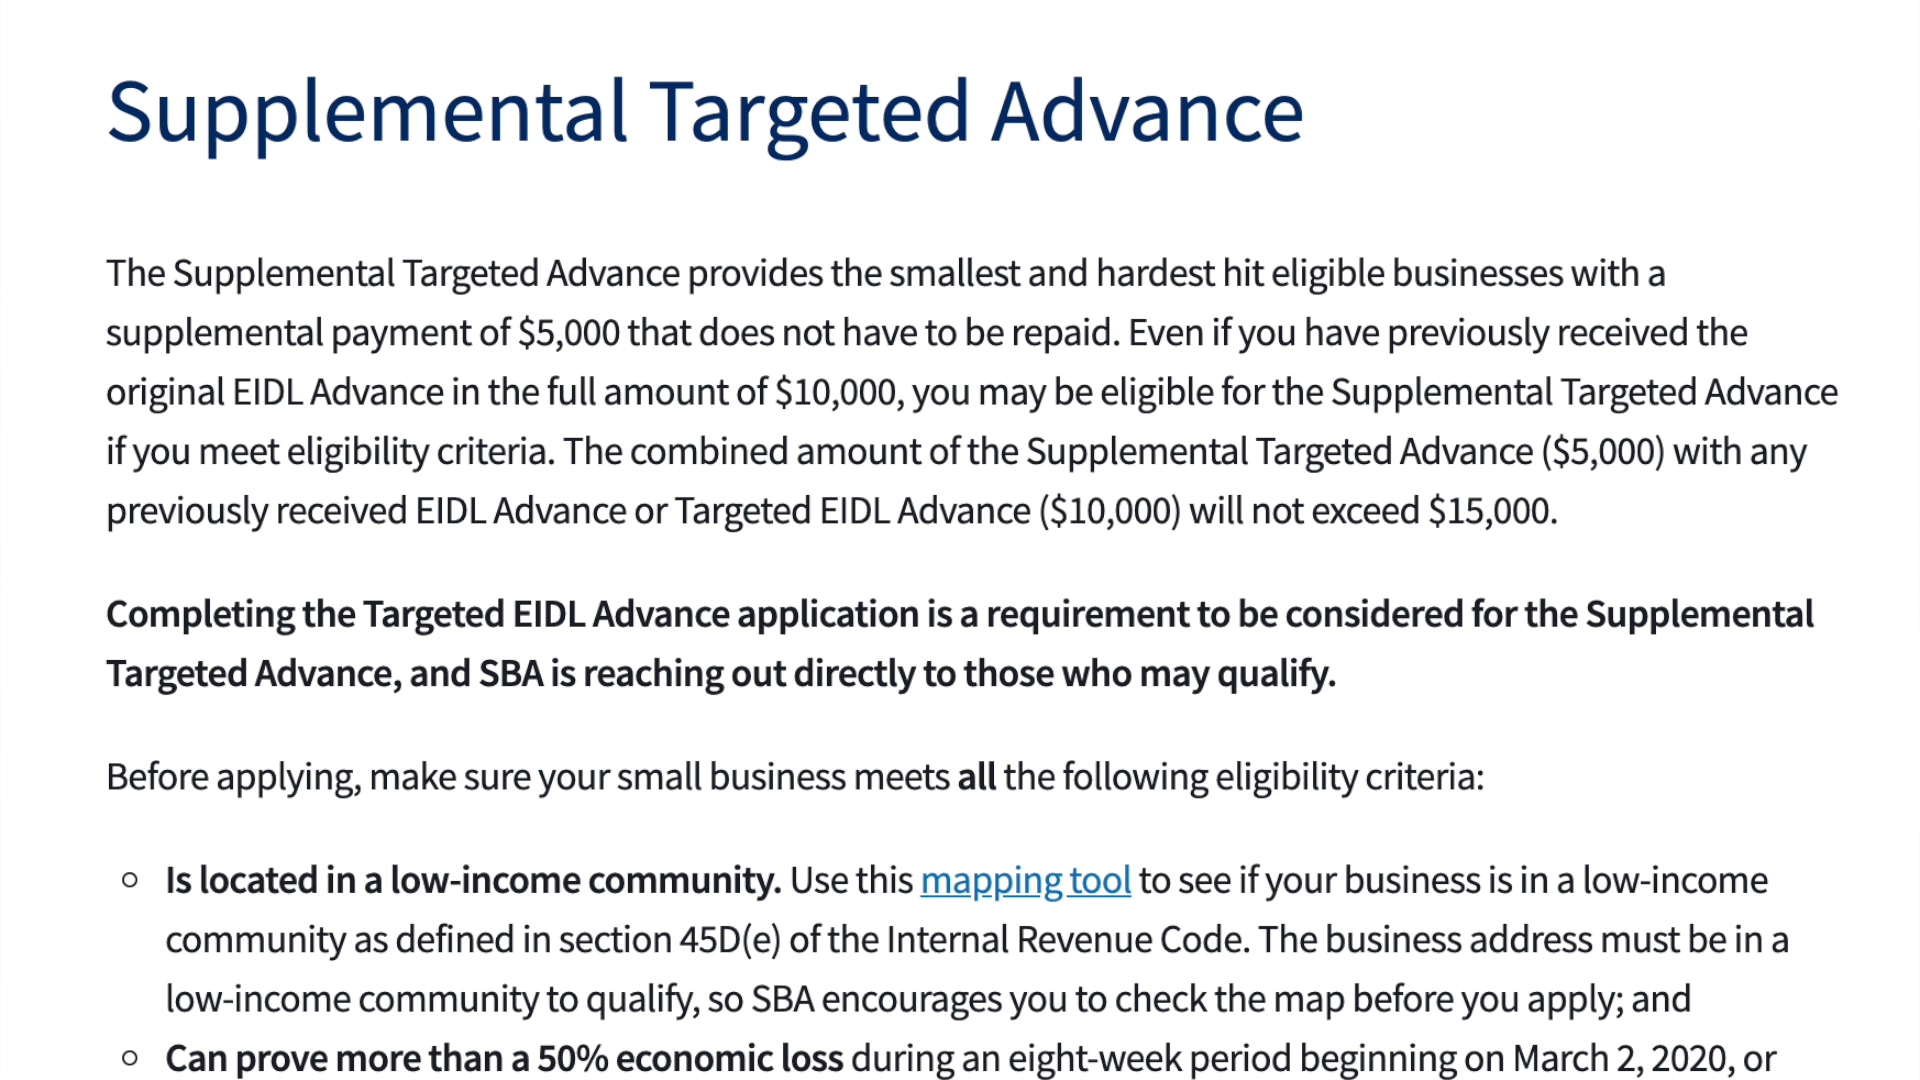 Supplemental Targeted Advance
The Supplemental Targeted Advance provides the smallest and hardest hit eligible businesses with a
supplemental payment of $5,000 that does not have to be repaid. Even if you have previously received the
original EIDL Advance in the full amount of $10,000, you may be eligible for the Supplemental Targeted Advance
if you meet eligibility criteria. The combined amount of the Supplemental Targeted Advance ($5,000) with any
previously received EIDL Advance or Targeted EIDL Advance ($10,000) will not exceed $15,000.
Completing the Targeted EIDL Advance application is a requirement to be considered for the Supplemental
Targeted Advance, and SBA is reaching out directly to those who may qualify.
Before applying, make sure your small business meets all the following eligibility criteria:
Is located in a low-income community. Use this mapping tool to see if your business is in a low-income
community as defined in section 45D(e) of the Internal Revenue Code. The business address must be in a
low-income community to qualify, so SBA encourages you to check the map before you apply; and
Can prove more than a 50% economic loss during an eight-week period beginning on March 2, 2020, or